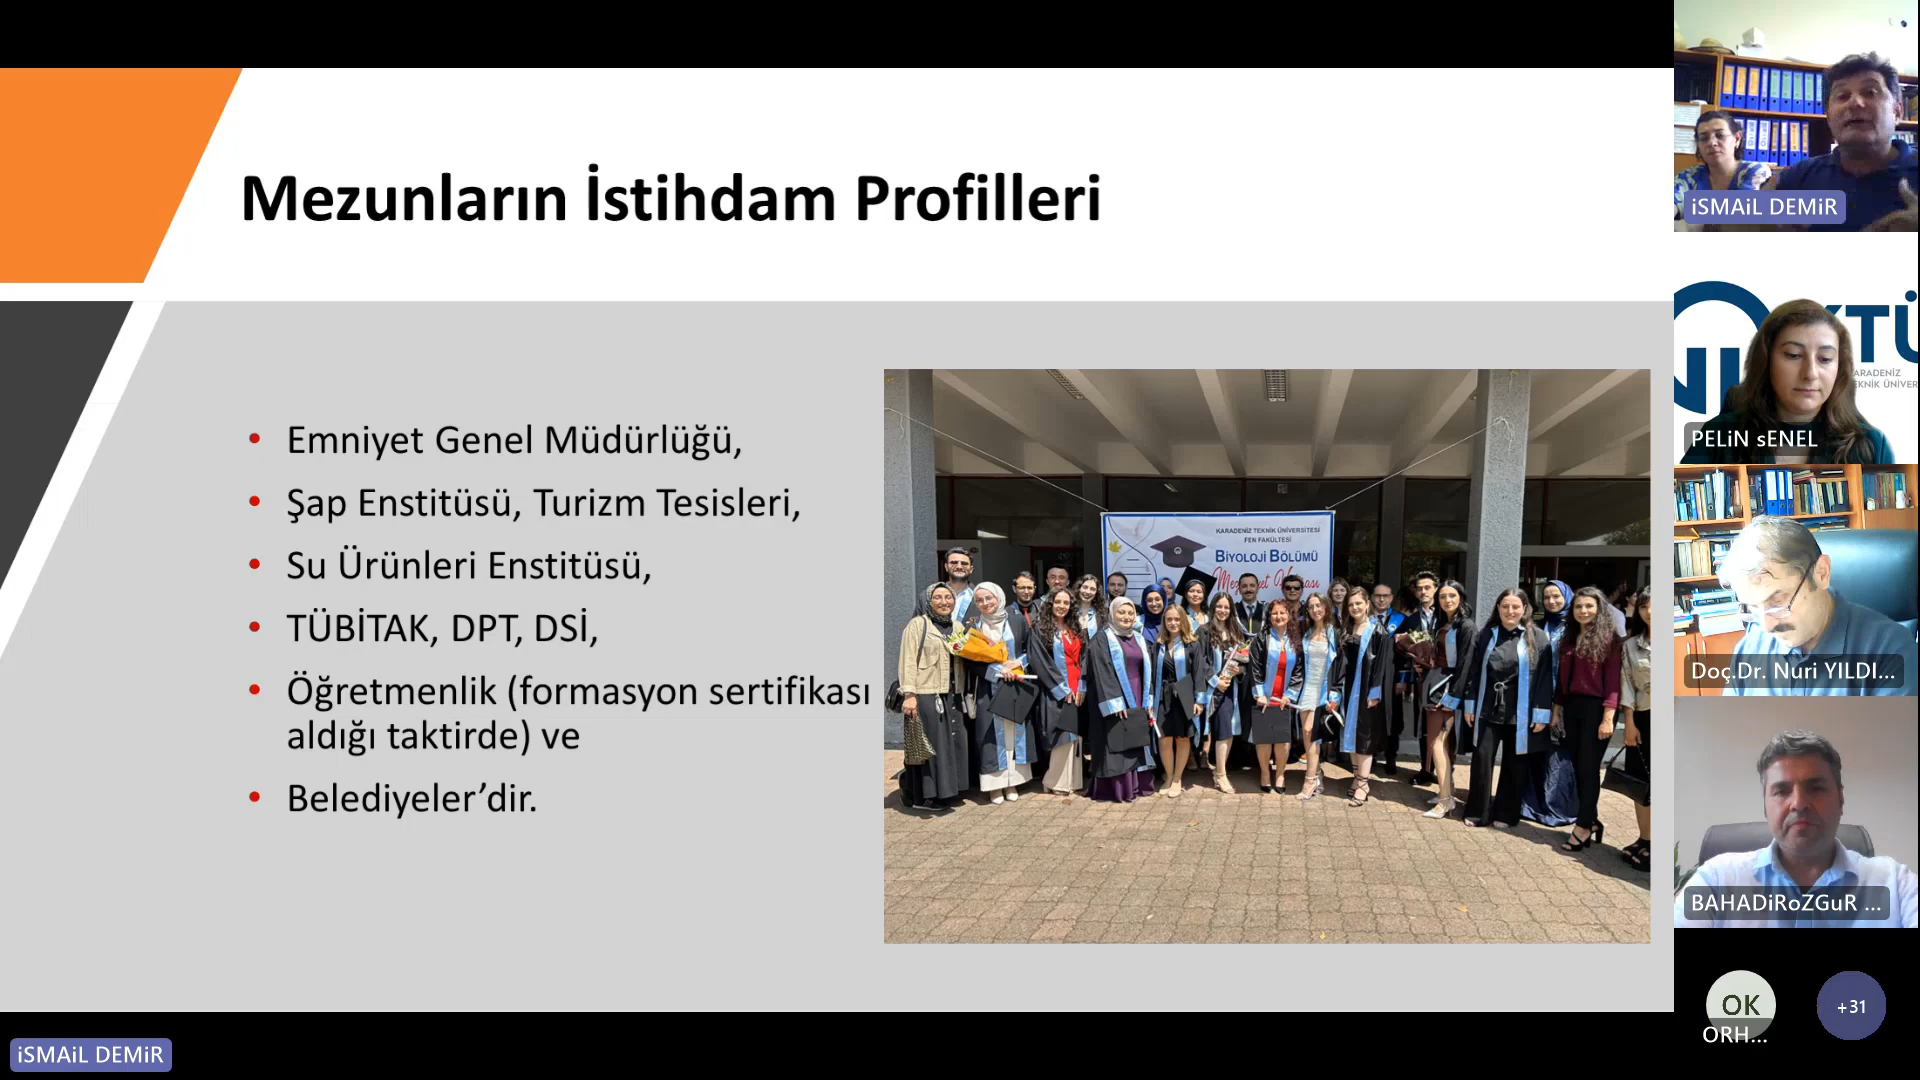 Mezunların İstihdam Profilleri
• Emniyet Genel Müdürlüğü,
• Şap Enstitüsü, Turizm Tesisleri,
• Su Ürünleri Enstitüsü,
• TÜBİTAK, DPT, DSİ,
• Öğretmenlik (formasyon sertifikası
aldığı taktirde) ve
• Belediyeler’dir.
KARADENİZ TEKNİK ÜNİVERSİTESİ
FEN FAKÜLTESİ
BİYOLOJİ BÖLÜMÜ
iSMAiL DEMiR
PELiN sENEL
Doç.Dr. Nuri YILDI...
BAHADiRoZGuR ...
OK
ORH...
+31
iSMAiL DEMiR